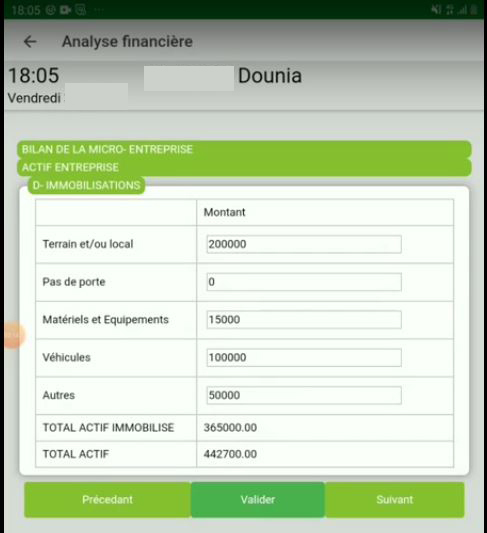 18:05
Analyse financière
18:05 Dounia
Vendredi
BILAN DE LA MICRO- ENTREPRISE
ACTIF ENTREPRISE
D- IMMOBILISATIONS
Montant
Terrain et/ou local 200000
Pas de porte 0
Matériels et Equipements 15000
Véhicules 100000
Autres 50000
TOTAL ACTIF IMMOBILISE 365000.00
TOTAL ACTIF 442700.00
Précedant Valider Suivant